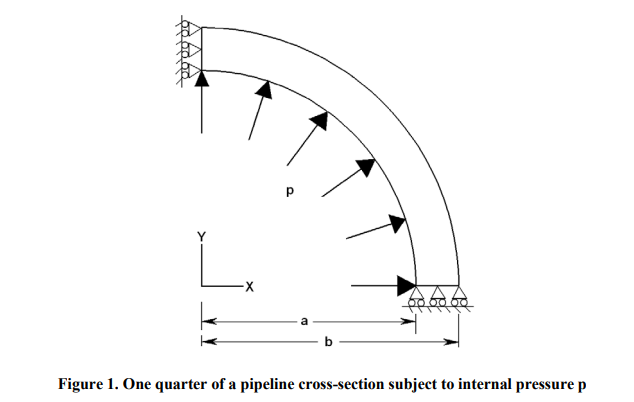 p
Y
X
a
b
Figure 1. One quarter of a pipeline cross-section subject to internal pressure p